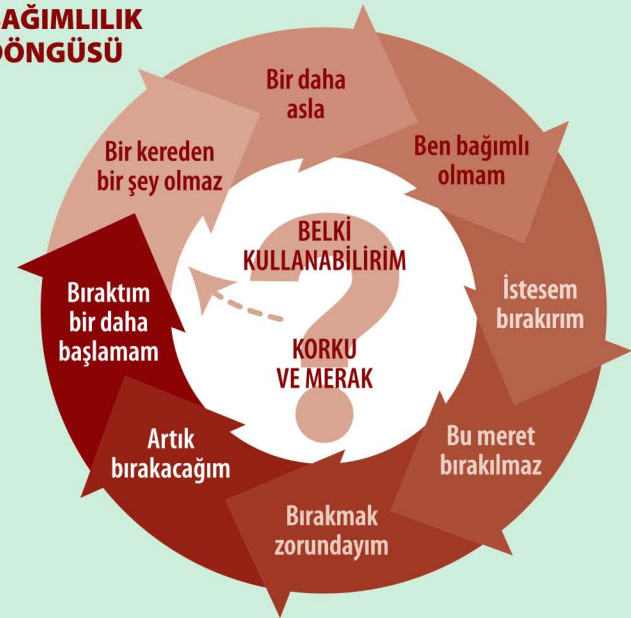 BAĞIMLILIK
DÖNGÜSÜ
Bir kereden
bir şey olmaz
Bir daha
asla
Ben bağımlı
olmam
İstesem
bırakırım
Bu meret
bırakılmaz
Bırakmak
zorundayım
Artık
bırakacağım
Bıraktım
bir daha
başlamam
BELKİ
KULLANABİLİRİM
KORKU
VE MERAK
?